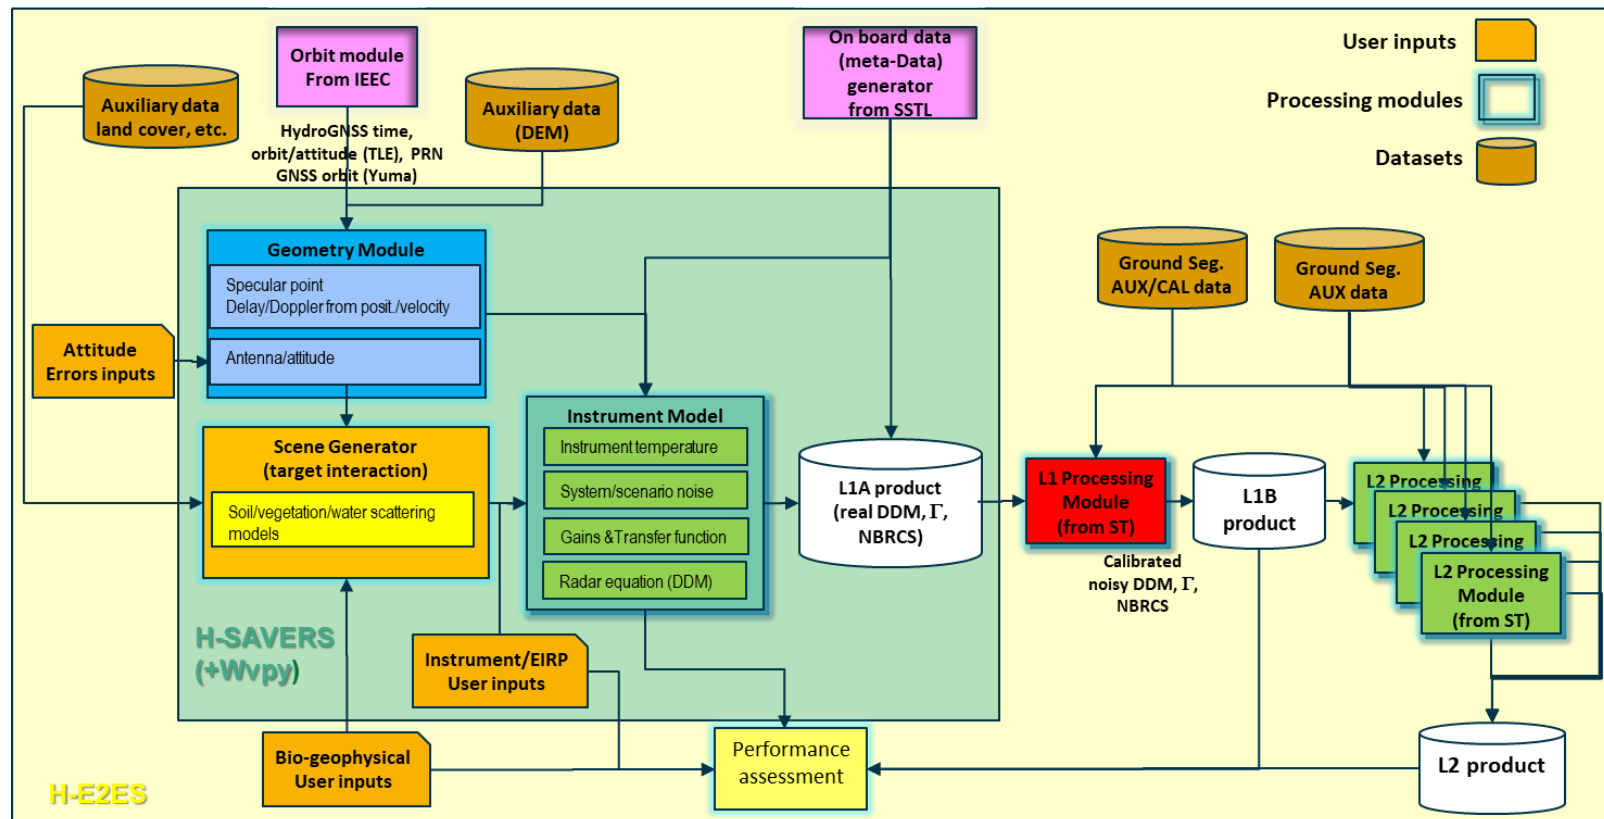 Orbit module
From IEEC
On board data
(meta-Data)
generator
from SSTL
User inputs
Processing modules
Datasets
Auxiliary data
land cover, etc.
Auxiliary data
(DEM)
HydroGNSS time,
orbit/attitude (TLE), PRN
GNSS orbit (Yuma)
Geometry Module
Specular point
Delay/Doppler from posit./velocity
Antenna/attitude
Attitude
Errors inputs
Ground Seg.
AUX/CAL data
Ground Seg.
AUX data
Scene Generator
(target interaction)
Soil/vegetation/water scattering
models
Instrument Model
Instrument temperature
System/scenario noise
Gains &Transfer function
Radar equation (DDM)
L1A product
(real DDM, Γ,
NBRCS)
L1 Processing
Module
(from ST)
Calibrated
noisy DDM, Γ,
NBRCS
L1B
product
L2 Processing
L2 Processing
L2 Processing
L2 Processing
Module
(from ST)
H-SAVERS
(+Wvpy)
Instrument/EIRP
User inputs
Bio-geophysical
User inputs
Performance
assessment
L2 product
H-E2ES